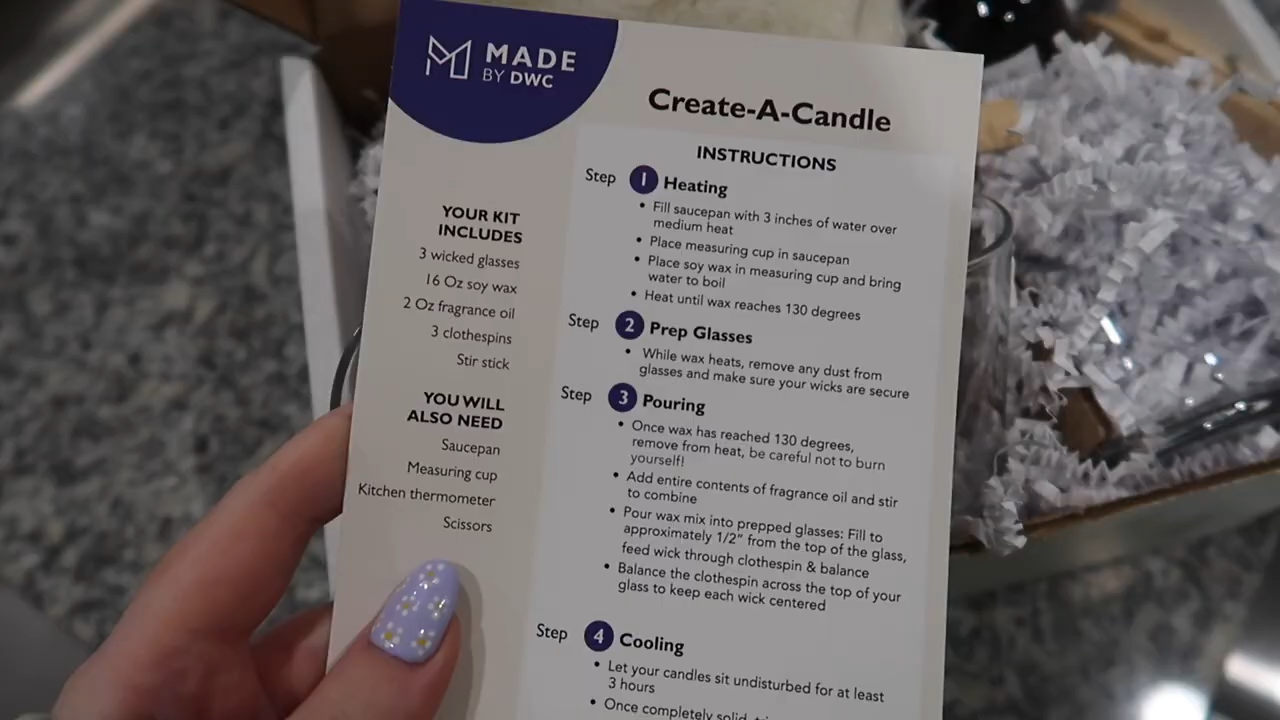 MADE
BY DWC
Create-A-Candle
INSTRUCTIONS
YOUR KIT
INCLUDES
3 wicked glasses
16 Oz soy wax
2 Oz fragrance oil
3 clothespins
Stir stick
YOU WILL
ALSO NEED
Saucepan
Measuring cup
Kitchen thermometer
Scissors
Step 1 Heating
• Fill saucepan with 3 inches of water over
medium heat
• Place measuring cup in saucepan
• Place soy wax in measuring cup and bring
water to boil
• Heat until wax reaches 130 degrees
Step 2 Prep Glasses
• While wax heats, remove any dust from
glasses and make sure your wicks are secure
Step 3 Pouring
• Once wax has reached 130 degrees,
remove from heat, be careful not to burn
yourself!
• Add entire contents of fragrance oil and stir
to combine
• Pour wax mix into prepped glasses: Fill to
approximately 1/2" from the top of the glass,
feed wick through clothespin & balance
• Balance the clothespin across the top of your
glass to keep each wick centered
Step 4 Cooling
• Let your candles sit undisturbed for at least
3 hours
• Once completely solid,